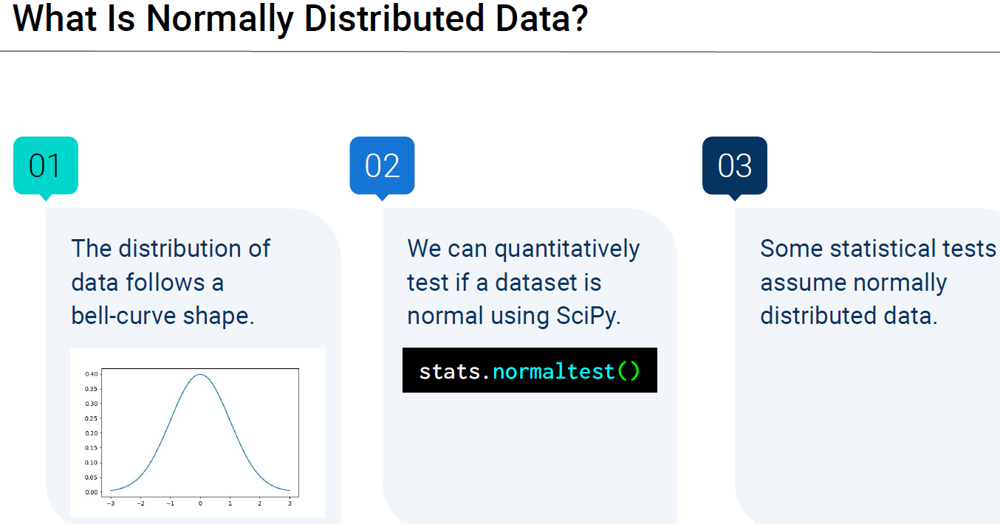 What Is Normally Distributed Data?
01
The distribution of
data follows a
bell-curve shape.
0.40
0.35
0.30
0.25
0.20
0.15
0.10
0.05
0.00
−3
−2
−1
0
1
2
3
02
We can quantitatively
test if a dataset is
normal using SciPy.
stats.normaltest()
03
Some statistical tests
assume normally
distributed data.